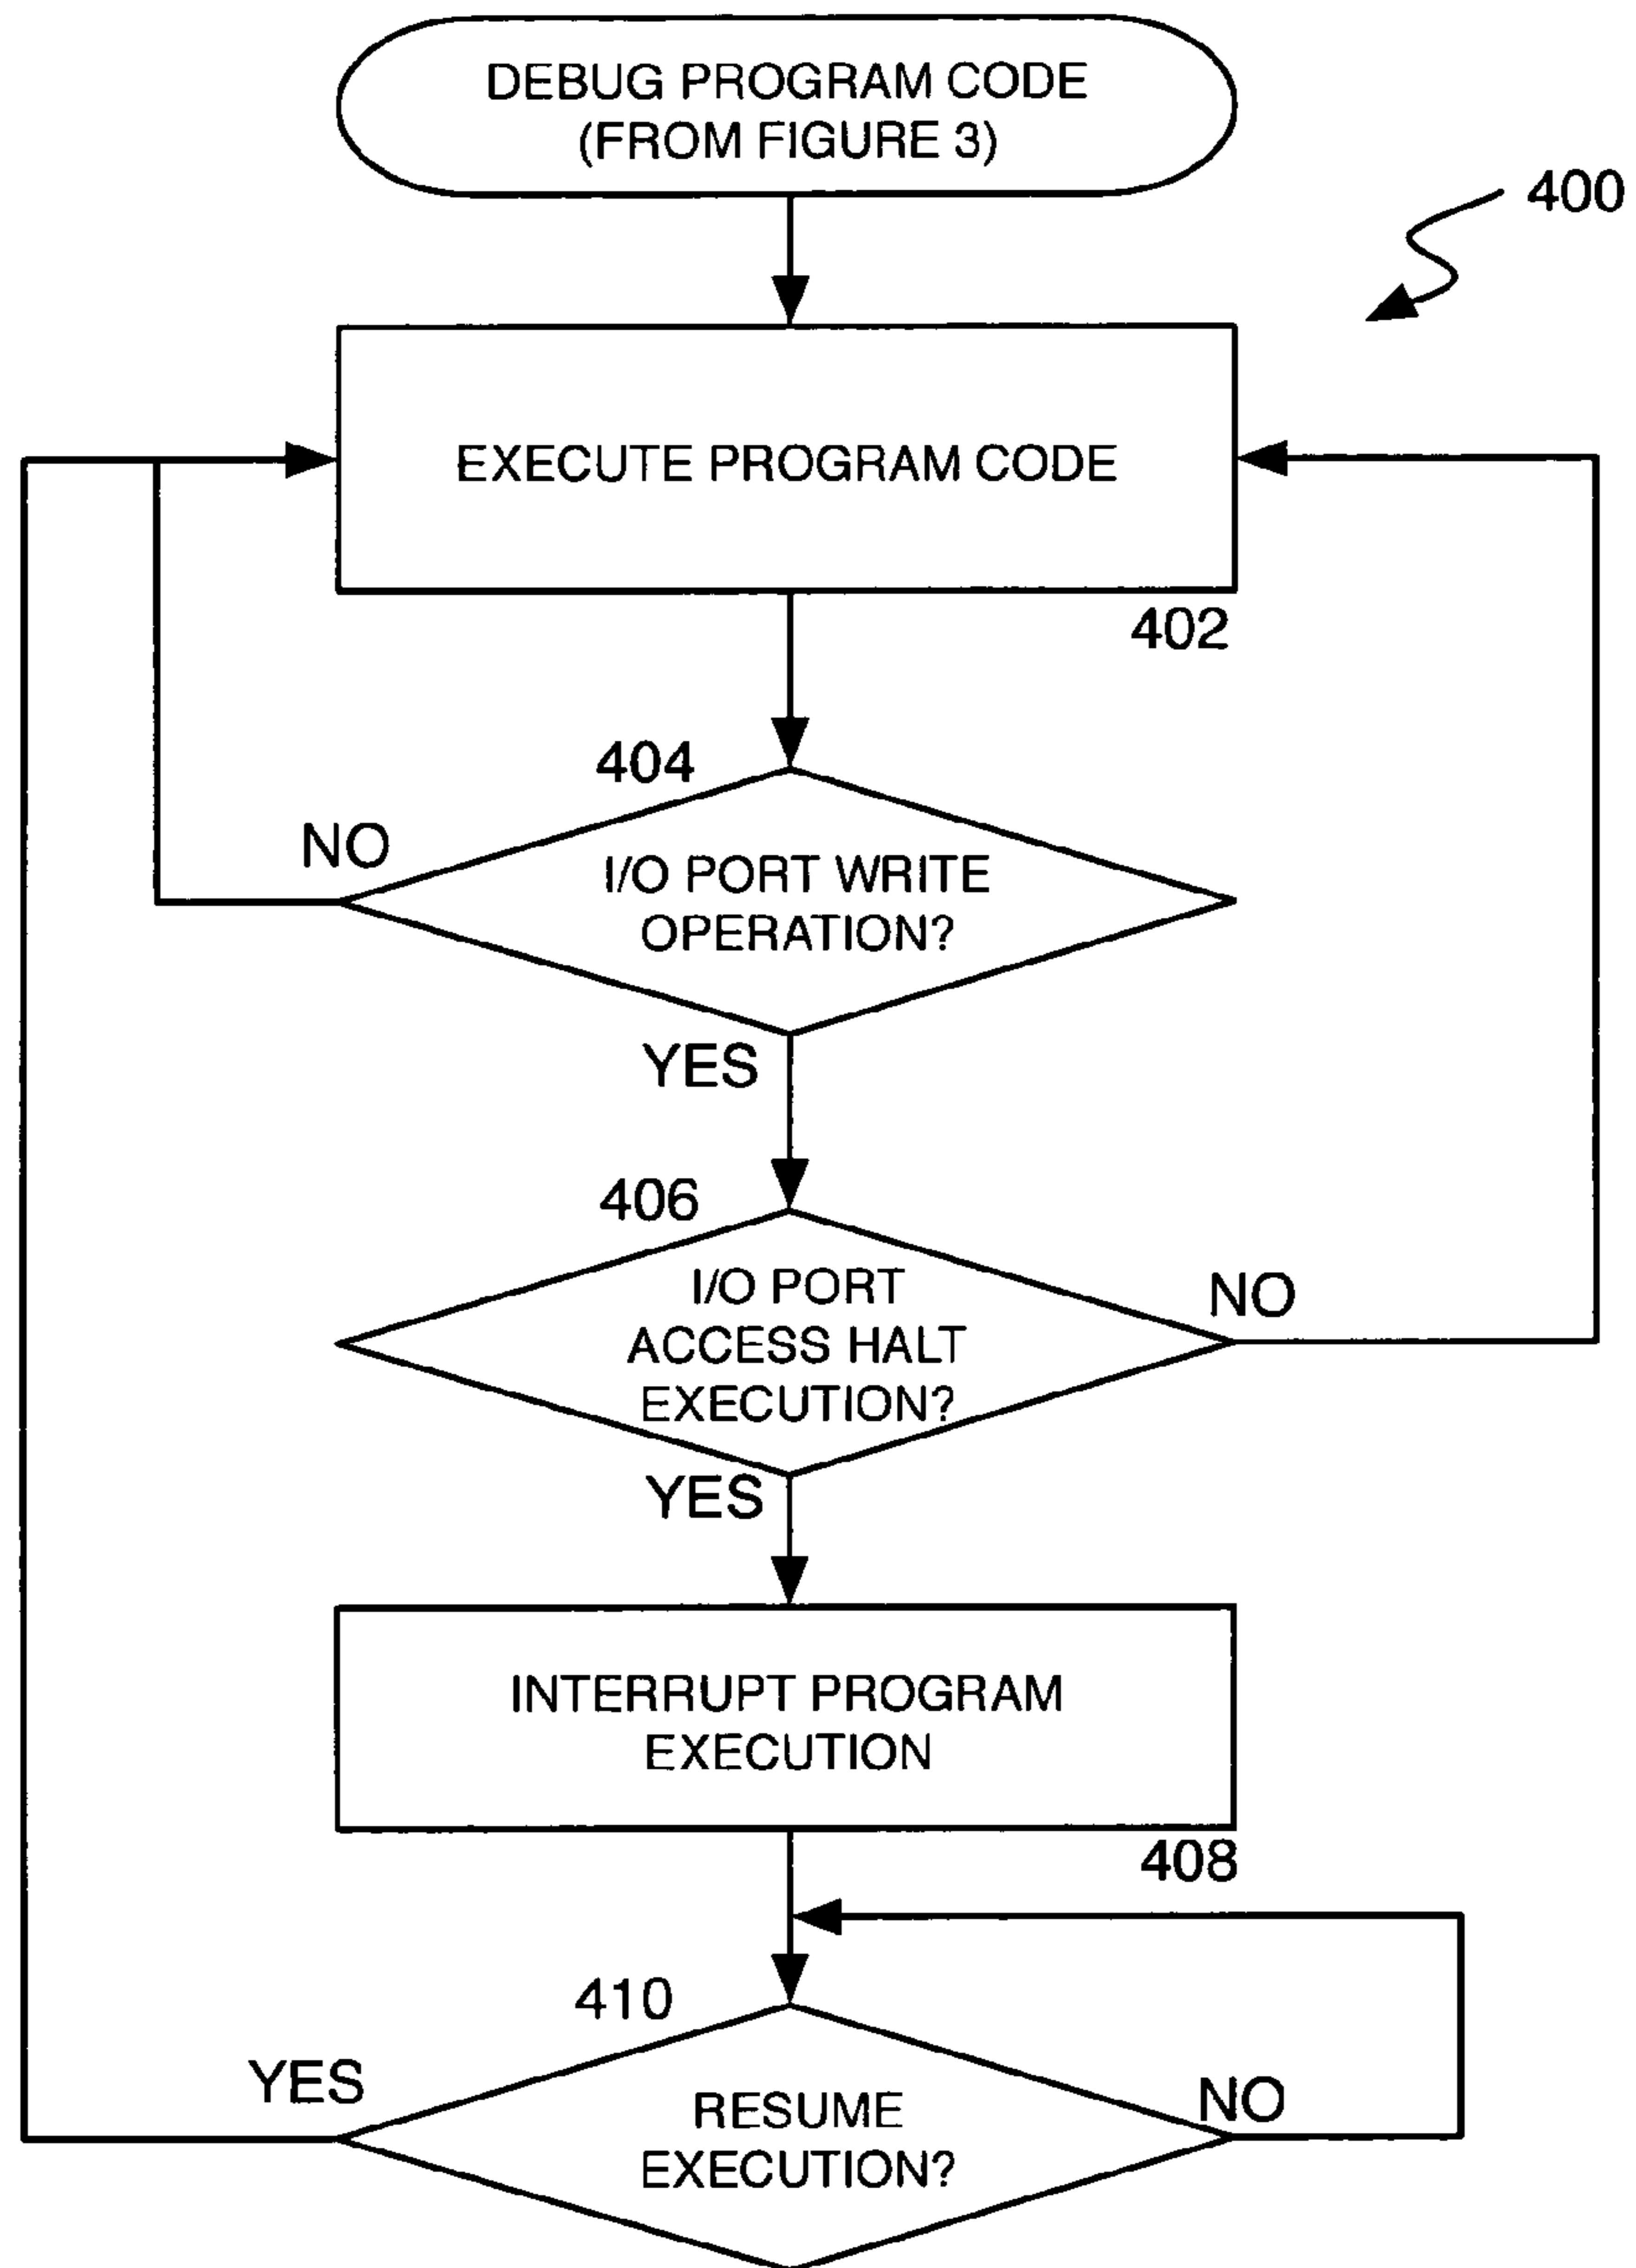 DEBUG PROGRAM CODE
(FROM FIGURE 3)
400
EXECUTE PROGRAM CODE
402
404
NO
I/O PORT WRITE
OPERATION?
YES
406
I/O PORT
ACCESS HALT
EXECUTION?
NO
YES
INTERRUPT PROGRAM
EXECUTION
408
410
YES
RESUME
EXECUTION?
NO